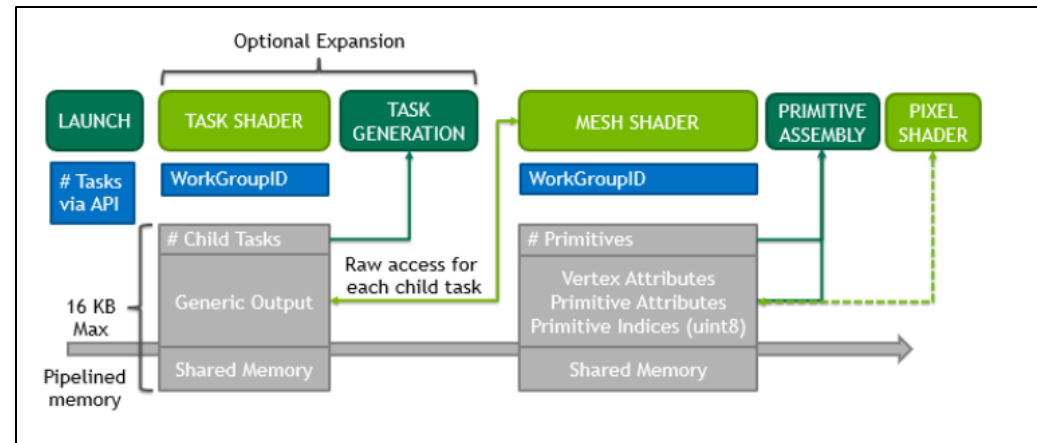 Optional Expansion
LAUNCH
TASK SHADER
TASK
GENERATION
MESH SHADER
PRIMITIVE
ASSEMBLY
PIXEL
SHADER
# Tasks
via API
WorkGroupID
WorkGroupID
# Child Tasks
# Primitives
Raw access for
each child task
Generic Output
Vertex Attributes
Primitive Attributes
Primitive Indices (uint8)
16 KB
Max
Shared Memory
Shared Memory
Pipelined
memory